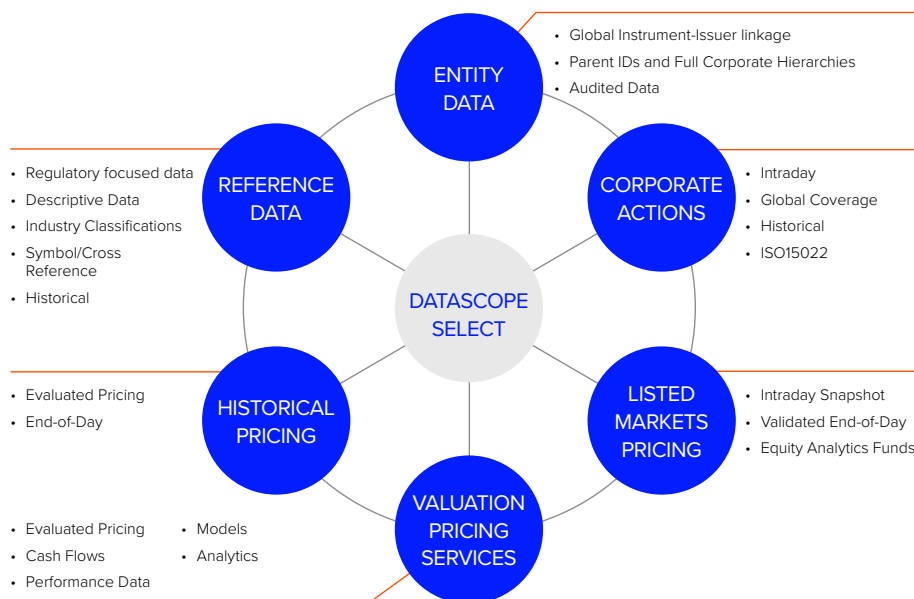 • Global Instrument-Issuer linkage
• Parent IDs and Full Corporate Hierarchies
• Audited Data
ENTITY
DATA
• Regulatory focused data
• Descriptive Data
• Industry Classifications
• Symbol/Cross
Reference
• Historical
REFERENCE
DATA
CORPORATE
ACTIONS
• Intraday
• Global Coverage
• Historical
• ISO15022
DATASCOPE
SELECT
• Evaluated Pricing
• End-of-Day
HISTORICAL
PRICING
LISTED
MARKETS
PRICING
• Intraday Snapshot
• Validated End-of-Day
• Equity Analytics Funds
VALUATION
PRICING
SERVICES
• Evaluated Pricing
• Cash Flows
• Performance Data
• Models
• Analytics